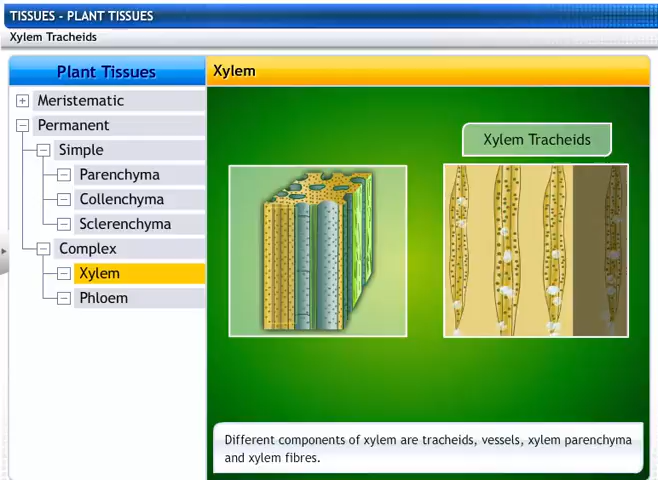 TISSUES - PLANT TISSUES
Xylem Tracheids
Plant Tissues
Meristematic
Permanent
Simple
Parenchyma
Collenchyma
Sclerenchyma
Complex
Xylem
Phloem
Xylem
Xylem Tracheids
Different components of xylem are tracheids, vessels, xylem parenchyma
and xylem fibres.